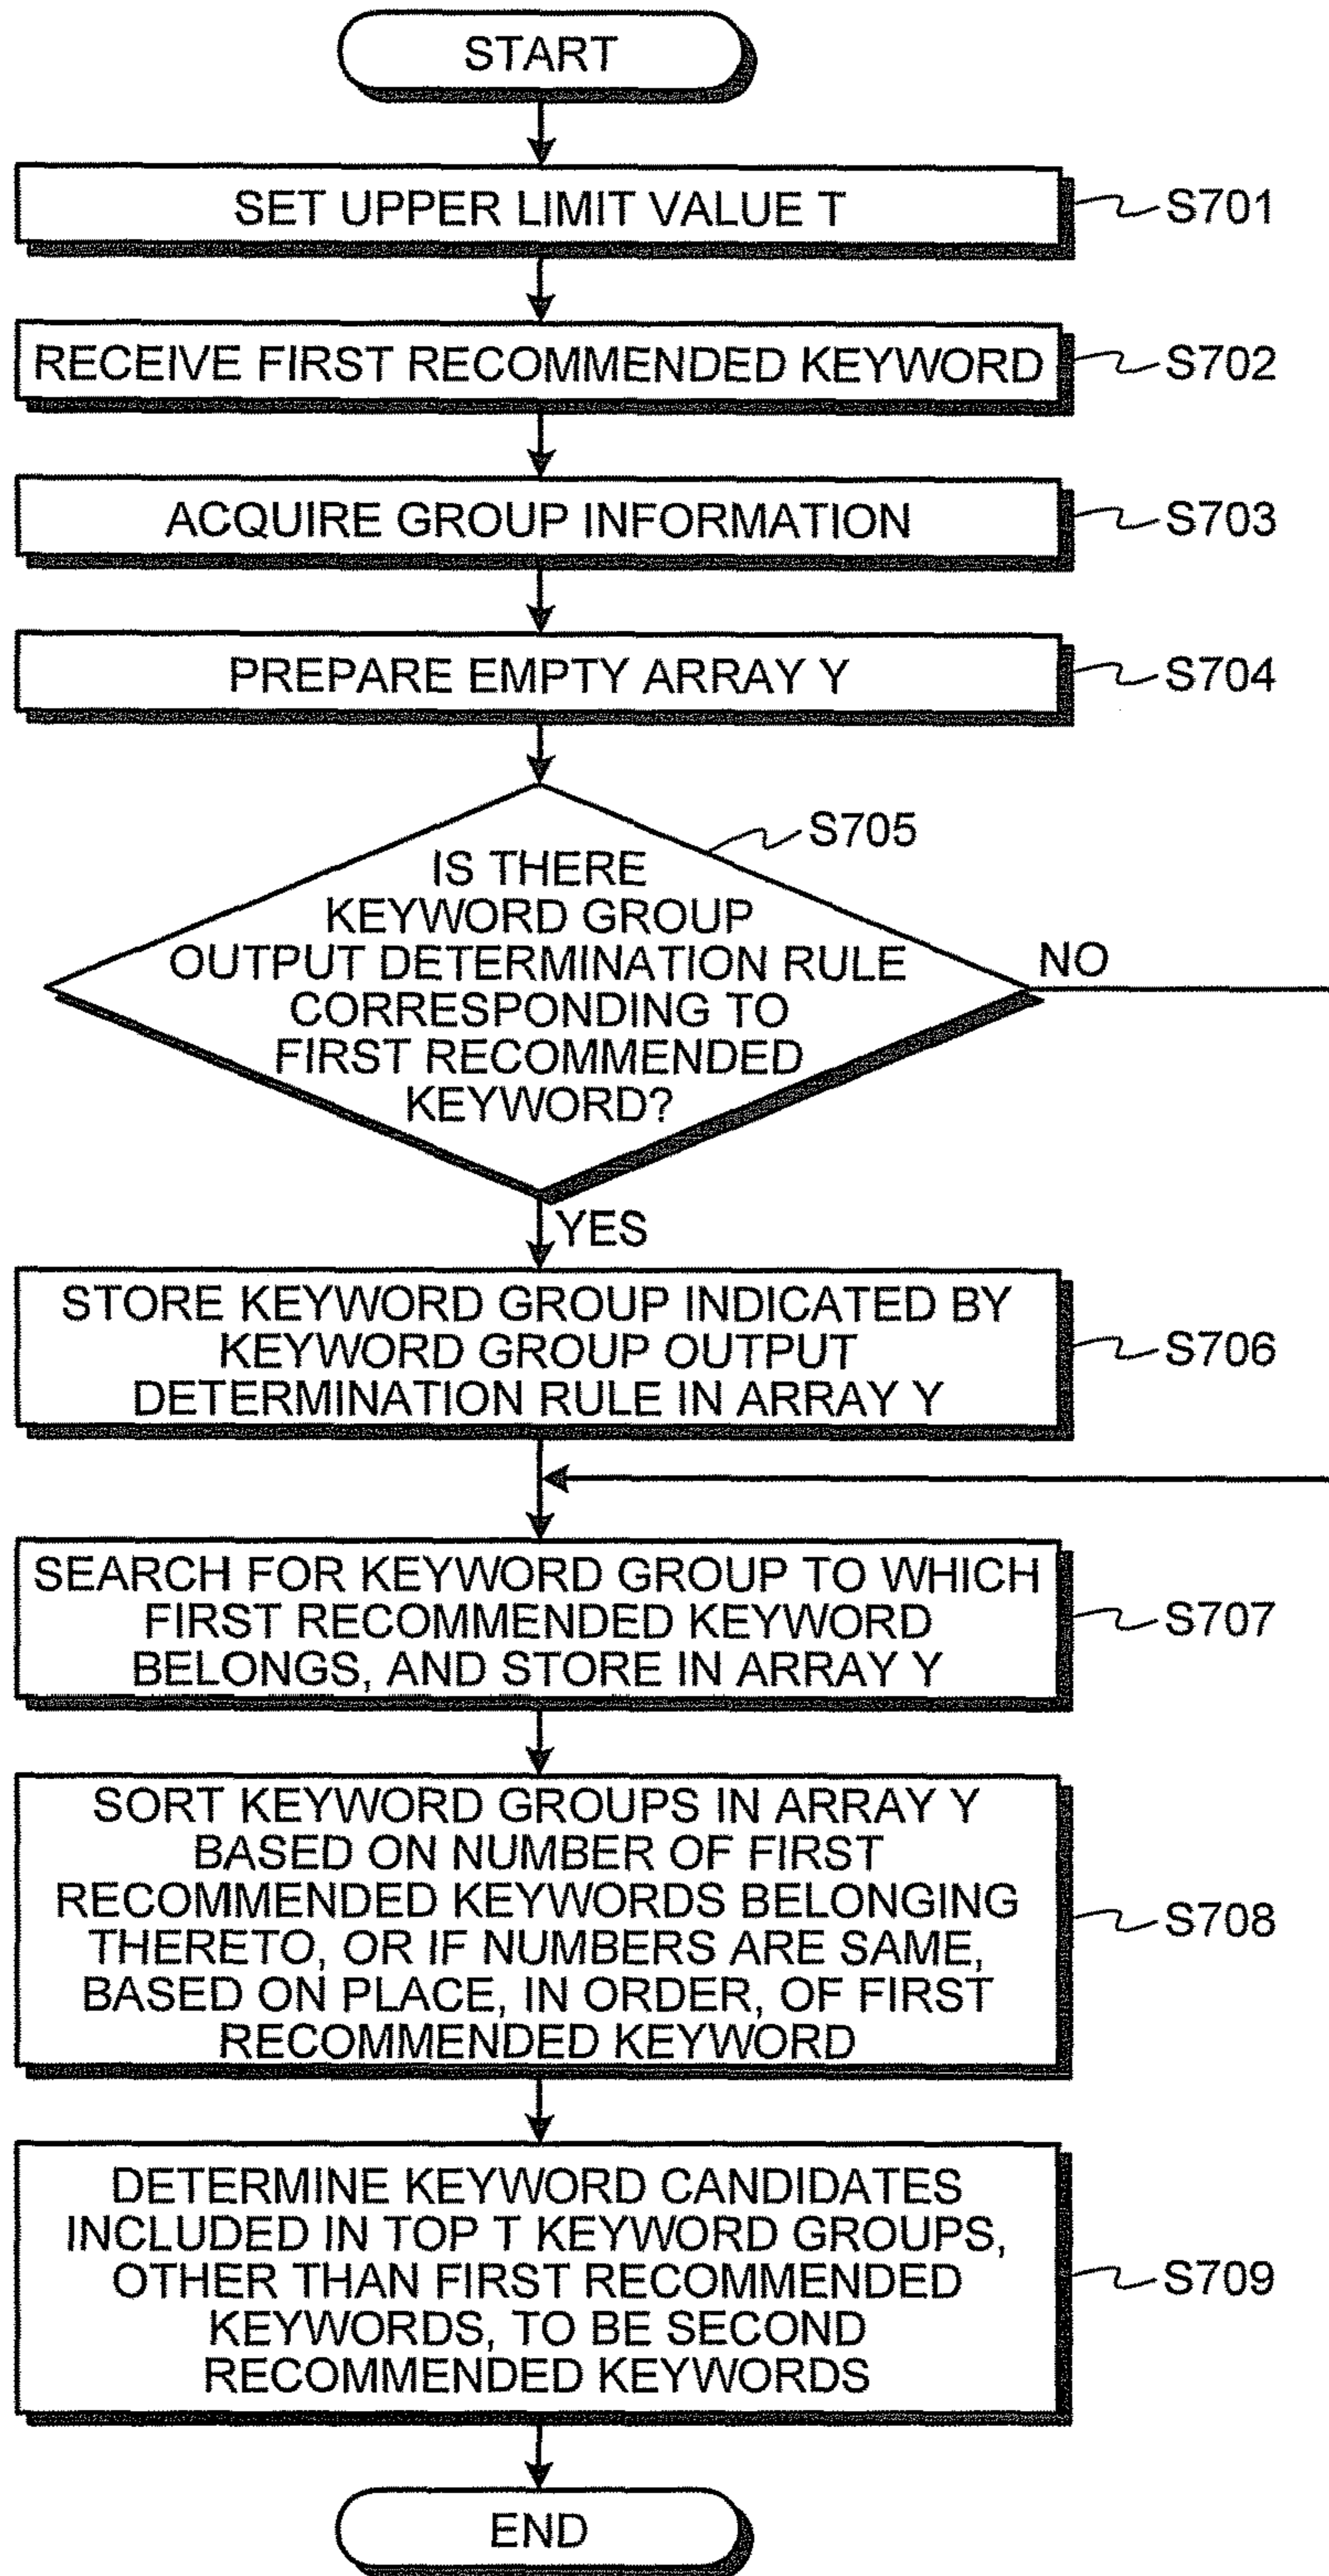 START
SET UPPER LIMIT VALUE T
S701
RECEIVE FIRST RECOMMENDED KEYWORD
S702
ACQUIRE GROUP INFORMATION
S703
PREPARE EMPTY ARRAY Y
S704
S705
IS THERE
KEYWORD GROUP
OUTPUT DETERMINATION RULE
CORRESPONDING TO
FIRST RECOMMENDED
KEYWORD?
NO
YES
STORE KEYWORD GROUP INDICATED BY
KEYWORD GROUP OUTPUT
DETERMINATION RULE IN ARRAY Y
S706
SEARCH FOR KEYWORD GROUP TO WHICH
FIRST RECOMMENDED KEYWORD
BELONGS, AND STORE IN ARRAY Y
S707
SORT KEYWORD GROUPS IN ARRAY Y
BASED ON NUMBER OF FIRST
RECOMMENDED KEYWORDS BELONGING
THERETO, OR IF NUMBERS ARE SAME,
BASED ON PLACE, IN ORDER, OF FIRST
RECOMMENDED KEYWORD
S708
DETERMINE KEYWORD CANDIDATES
INCLUDED IN TOP T KEYWORD GROUPS,
OTHER THAN FIRST RECOMMENDED
KEYWORDS, TO BE SECOND
RECOMMENDED KEYWORDS
S709
END